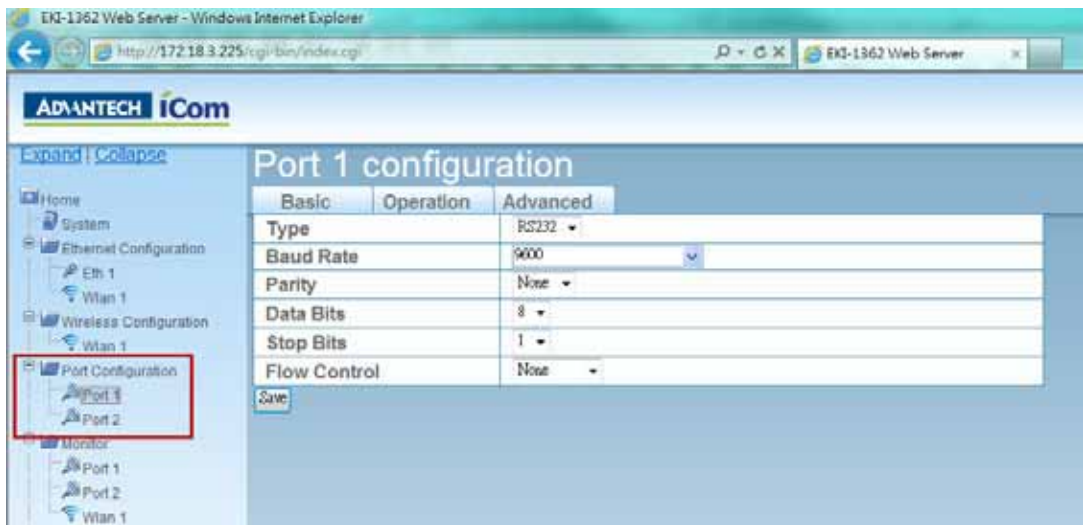 EKI-1362 Web Server - Windows Internet Explorer
http://172.18.3.225/cgi-bin/index.cgi
EKI-1362 Web Server
ADVANTECH iCom
Expand | Collapse
Port 1 configuration
Home
System
Ethernet Configuration
Eth 1
Wlan 1
Wireless Configuration
Wlan 1
Port Configuration
Port 1
Port 2
Monitor
Port 1
Port 2
Wlan 1
Basic Operation Advanced
Type RS232
Baud Rate 9600
Parity None
Data Bits 8
Stop Bits 1
Flow Control None
Save